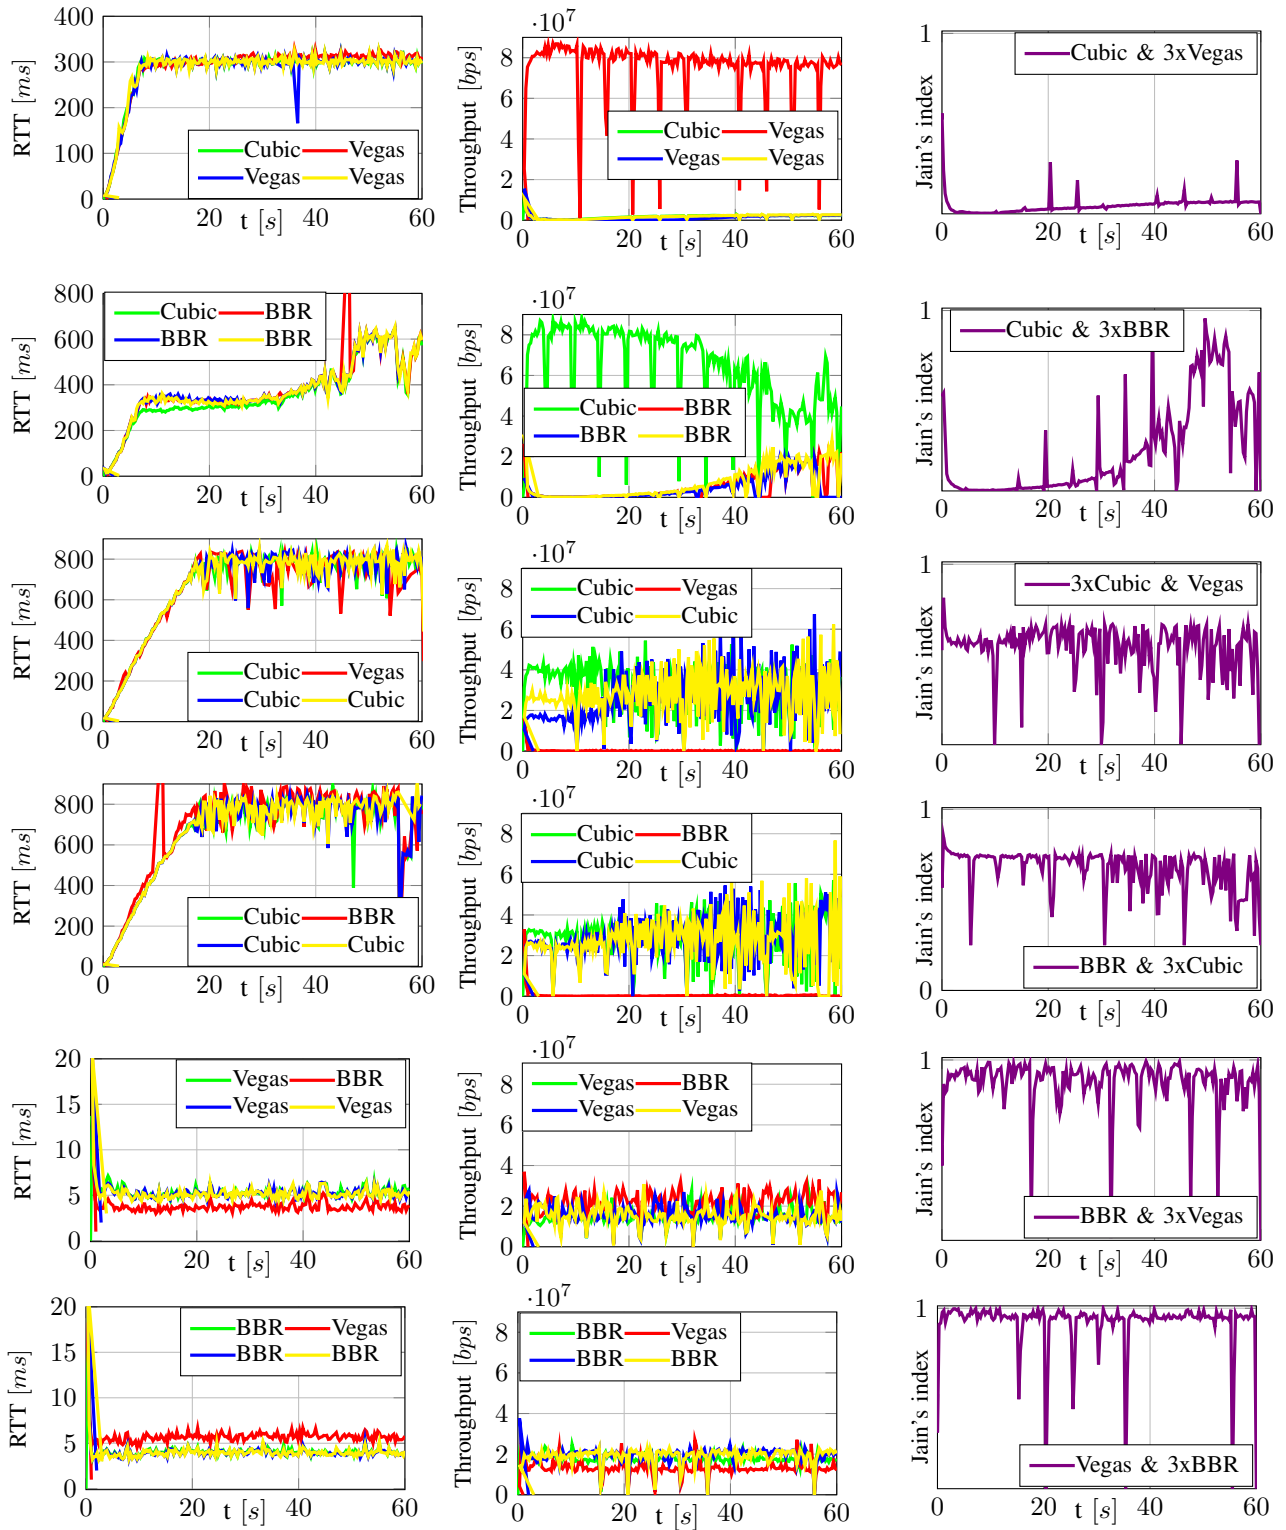 400
300
200
100
0
0 20 40 60
t [s]
RTT [ms]
Cubic Vegas
Vegas Vegas
·10^7
8
6
4
2
0
0 20 40 60
t [s]
Throughput [bps]
Cubic Vegas
Vegas Vegas
1
20 40 60
t [s]
Jain's index
Cubic & 3xVegas
800
600
400
200
0
0 20 40 60
t [s]
RTT [ms]
Cubic BBR
BBR BBR
·10^7
8
6
4
2
0
0 20 40 60
t [s]
Throughput [bps]
Cubic BBR
BBR BBR
1
20 40 60
t [s]
Jain's index
Cubic & 3xBBR
800
600
400
200
0
0 20 40 60
t [s]
RTT [ms]
Cubic Vegas
Cubic Cubic
·10^7
8
6
4
2
0
0 20 40 60
t [s]
Throughput [bps]
Cubic Vegas
Cubic Cubic
1
20 40 60
t [s]
Jain's index
3xCubic & Vegas
800
600
400
200
0
0 20 40 60
t [s]
RTT [ms]
Cubic BBR
Cubic Cubic
·10^7
8
6
4
2
0
0 20 40 60
t [s]
Throughput [bps]
Cubic BBR
Cubic Cubic
1
0
0 20 40 60
t [s]
Jain's index
BBR & 3xCubic
20
15
10
5
0
0 20 40 60
t [s]
RTT [ms]
Vegas BBR
Vegas Vegas
·10^7
8
6
4
2
0
0 20 40 60
t [s]
Throughput [bps]
Vegas BBR
Vegas Vegas
1
0 20 40 60
t [s]
Jain's index
BBR & 3xVegas
20
15
10
5
0
0 20 40 60
t [s]
RTT [ms]
BBR Vegas
BBR BBR
·10^7
8
6
4
2
0
0 20 40 60
t [s]
Throughput [bps]
BBR Vegas
BBR BBR
1
0 20 40 60
t [s]
Jain's index
Vegas & 3xBBR